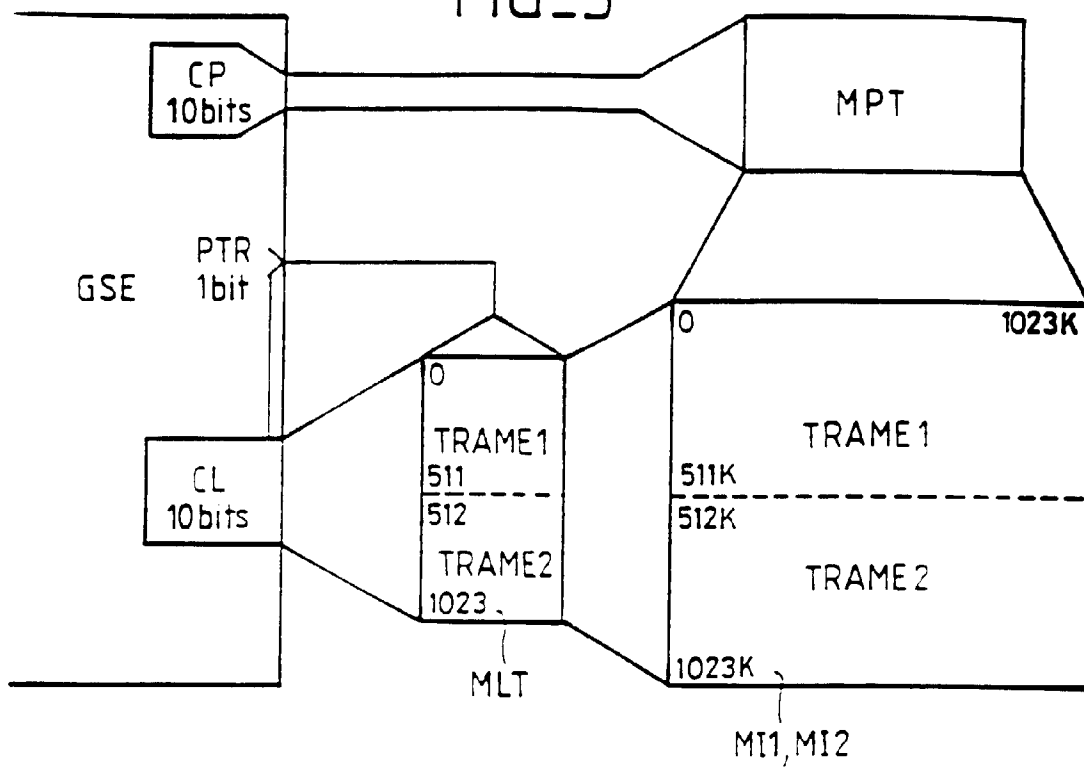 CP
10bits
MPT
PTR
1bit
GSE
0
1023K
0
TRAME1
511
512
TRAME2
1023
CL
10bits
TRAME1
511K
512K
TRAME2
1023K
MLT
MI1,MI2